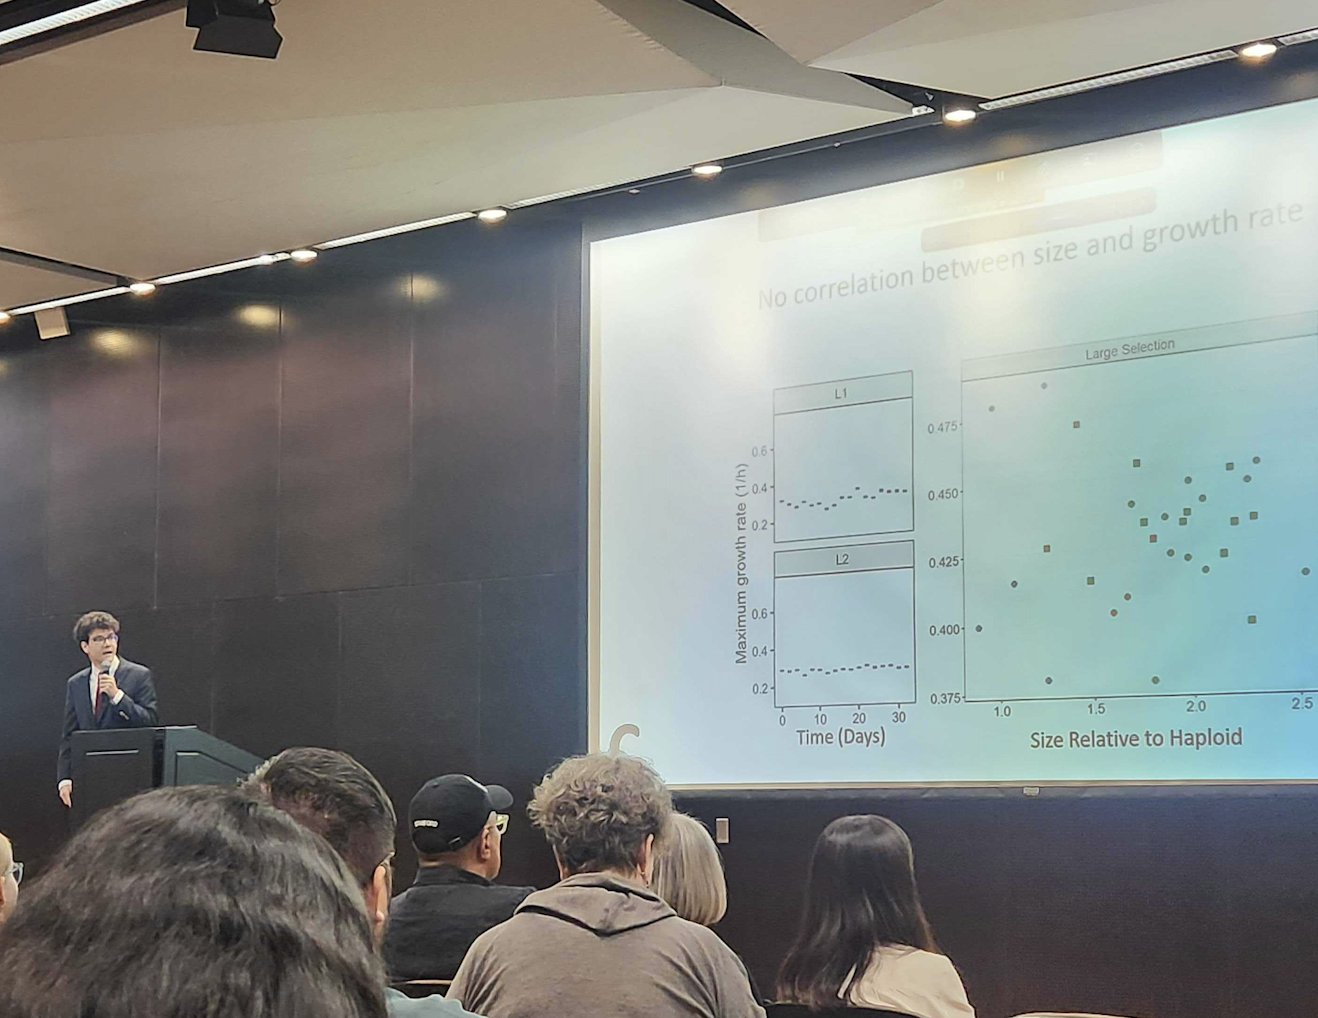 No correlation between size and growth rate
Maximum growth rate (1/h)
L1
0.6
0.4
0.2
L2
0.6
0.4
0.2
0 10 20 30
Time (Days)
Large Selection
0.475
0.450
0.425
0.400
0.375
1.0 1.5 2.0 2.5
Size Relative to Haploid